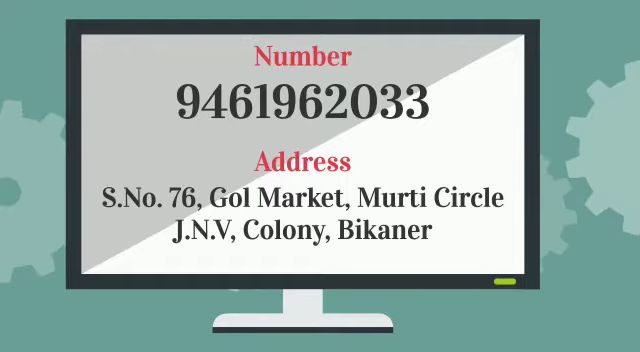 Number
9461962033
Address
S.No. 76, Gol Market, Murti Circle
J.N.V, Colony, Bikaner